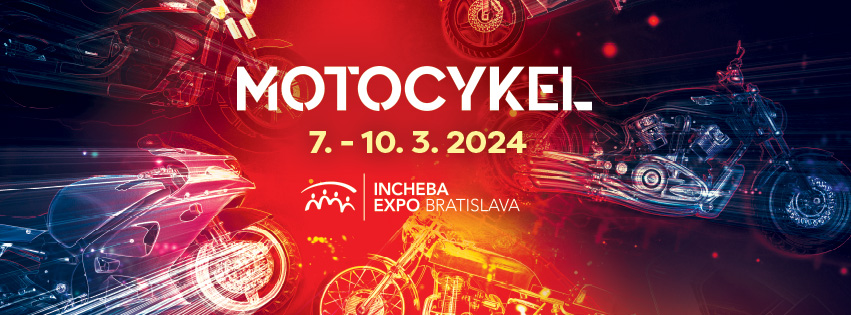 MOTOCYKEL
7. - 10. 3. 2024
INCHEBA
EXPO BRATISLAVA